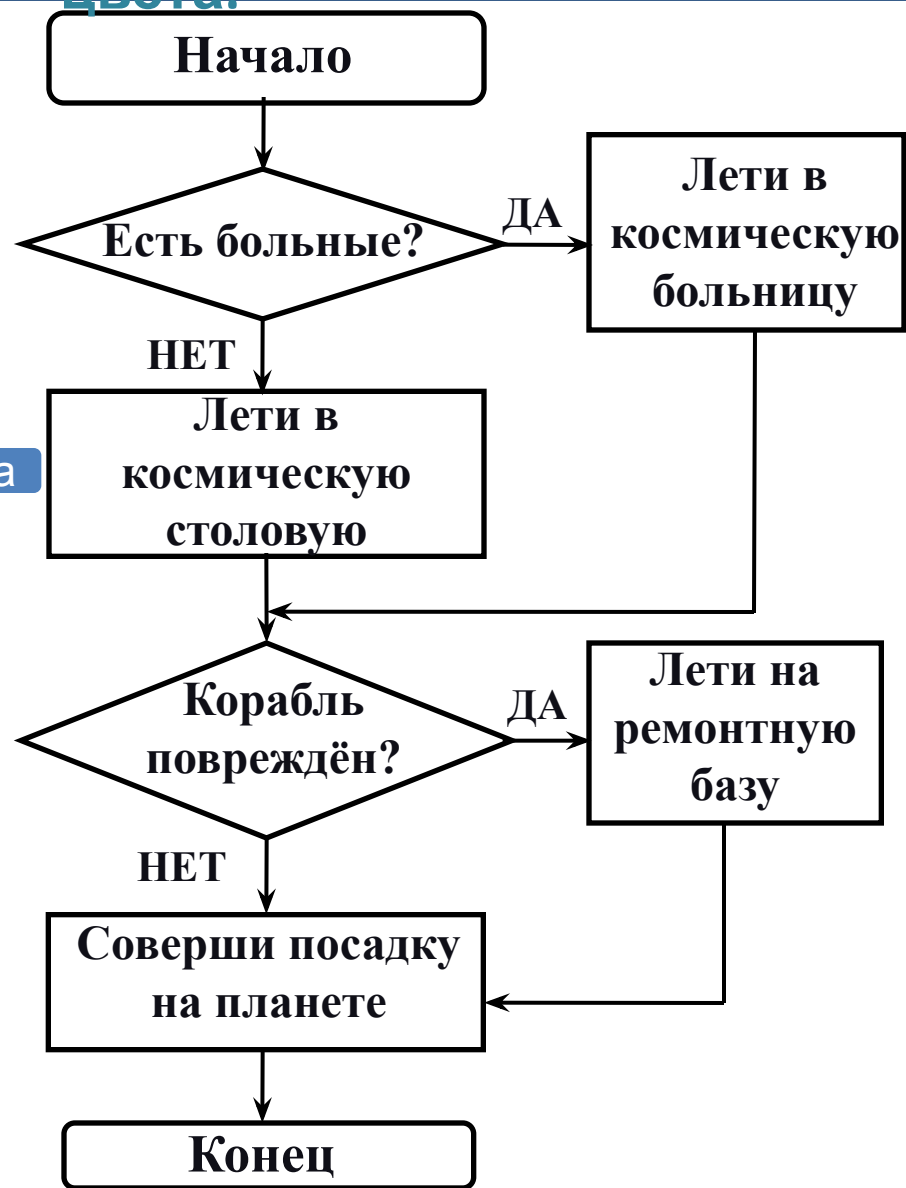 Начало
Есть больные?
ДА
Лети в
космическую
больницу
НЕТ
Лети в
космическую
столовую
а
Корабль
повреждён?
ДА
Лети на
ремонтную
базу
НЕТ
Соверши посадку
на планете
Конец